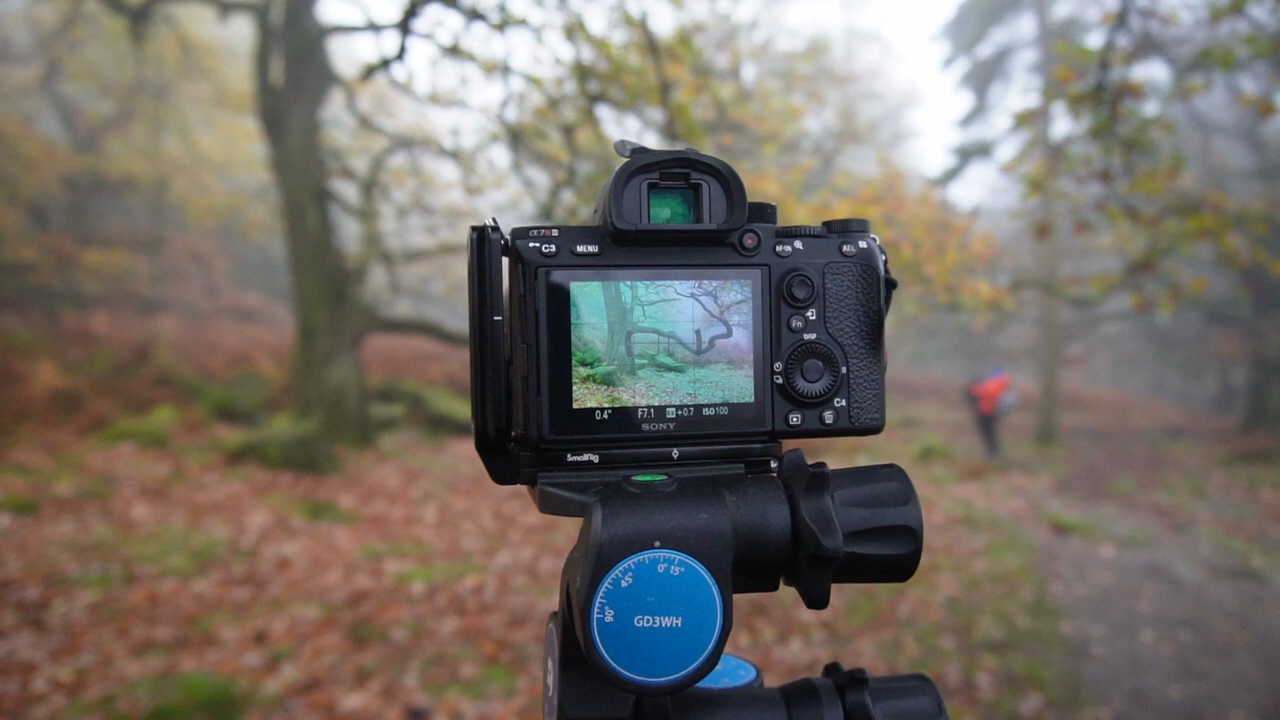 α7RIII
C3
MENU
AF-ON
AEL
Fn
DISP
C4
0.4" F7.1 +0.7 ISO100
SONY
SmallRig
90° 45° 0° 15°
GD3WH